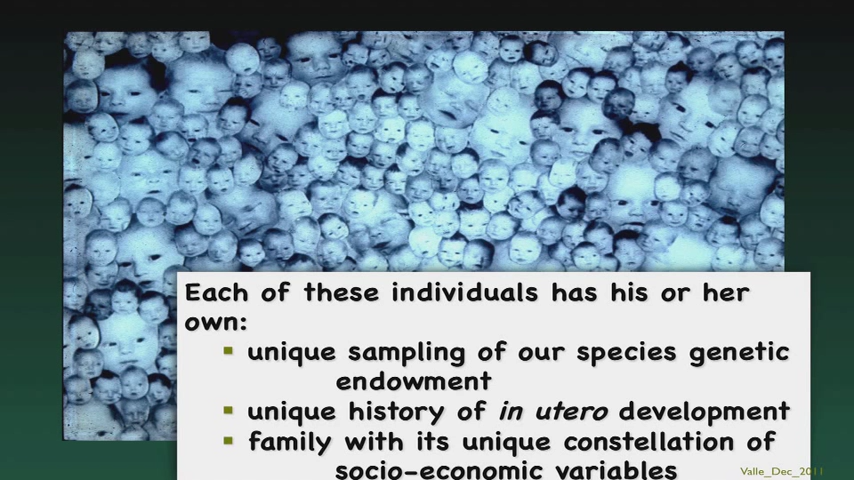 Each of these individuals has his or her
own:
▪ unique sampling of our species genetic
endowment
▪ unique history of in utero development
▪ family with its unique constellation of
socio-economic variables
Valle_Dec_2011